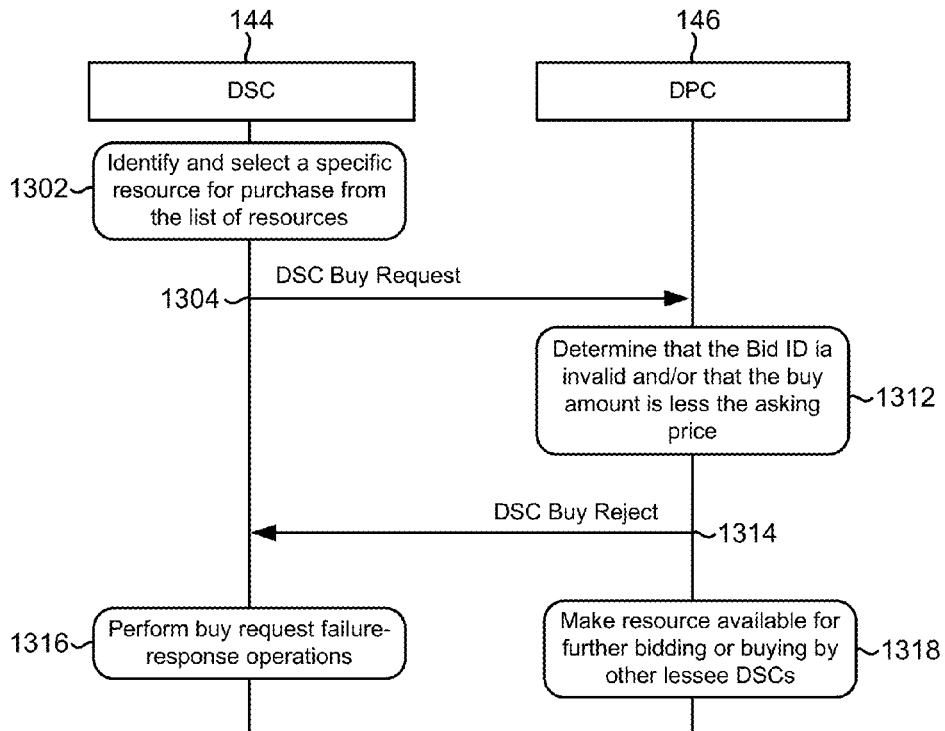 144
146
DSC
DPC
1302
Identify and select a specific
resource for purchase from
the list of resources
DSC Buy Request
1304
Determine that the Bid ID ia
invalid and/or that the buy
amount is less the asking
price
1312
DSC Buy Reject
1314
1316
Perform buy request failure-
response operations
Make resource available for
further bidding or buying by
other lessee DSCs
1318